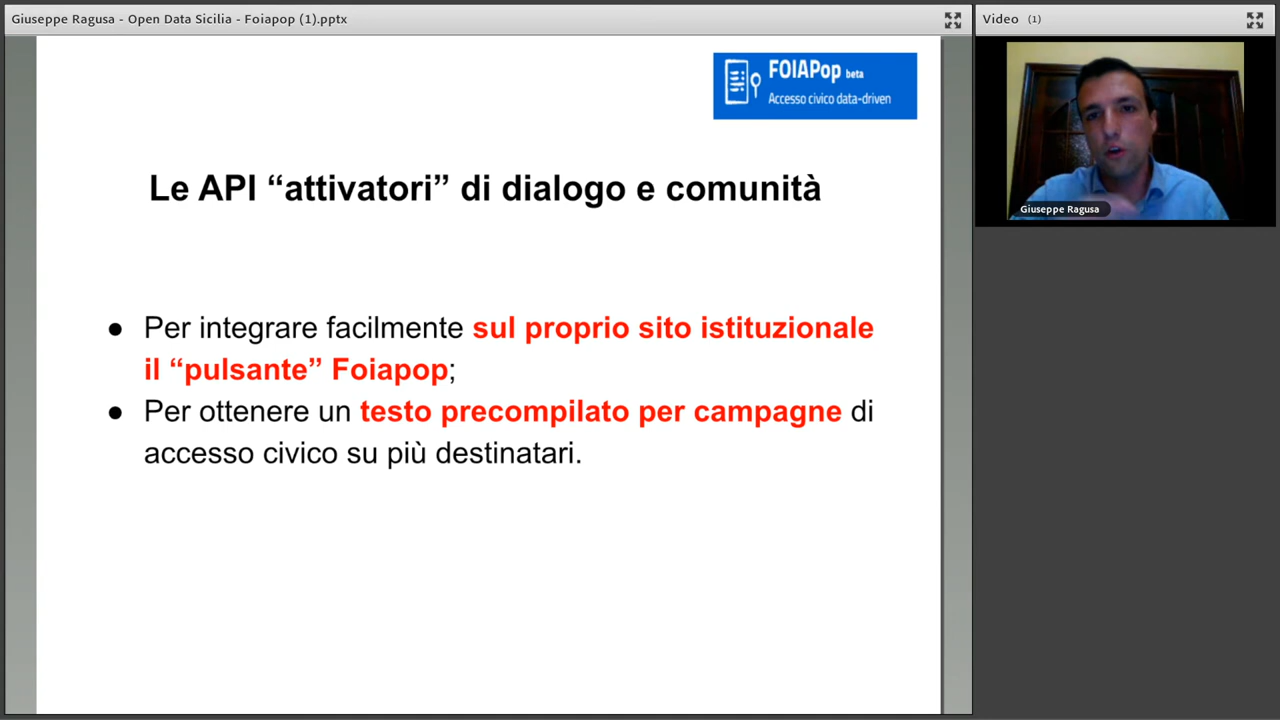 Giuseppe Ragusa - Open Data Sicilia - Foiapop (1).pptx
Video (1)
FOIAPop beta
Accesso civico data-driven
Giuseppe Ragusa
Le API “attivatori” di dialogo e comunità
● Per integrare facilmente sul proprio sito istituzionale
il “pulsante” Foiapop;
● Per ottenere un testo precompilato per campagne di
accesso civico su più destinatari.